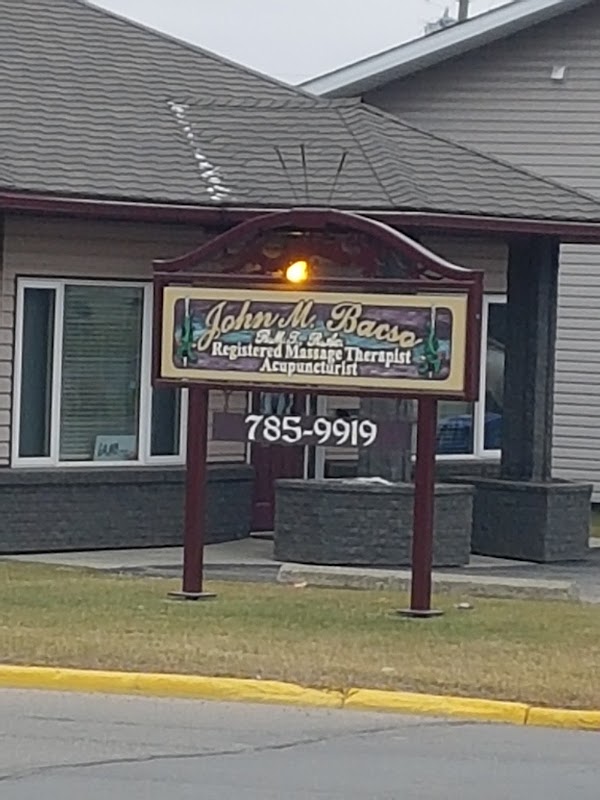 John M. Bacso
Registered Massage Therapist
Acupuncturist
785-9919